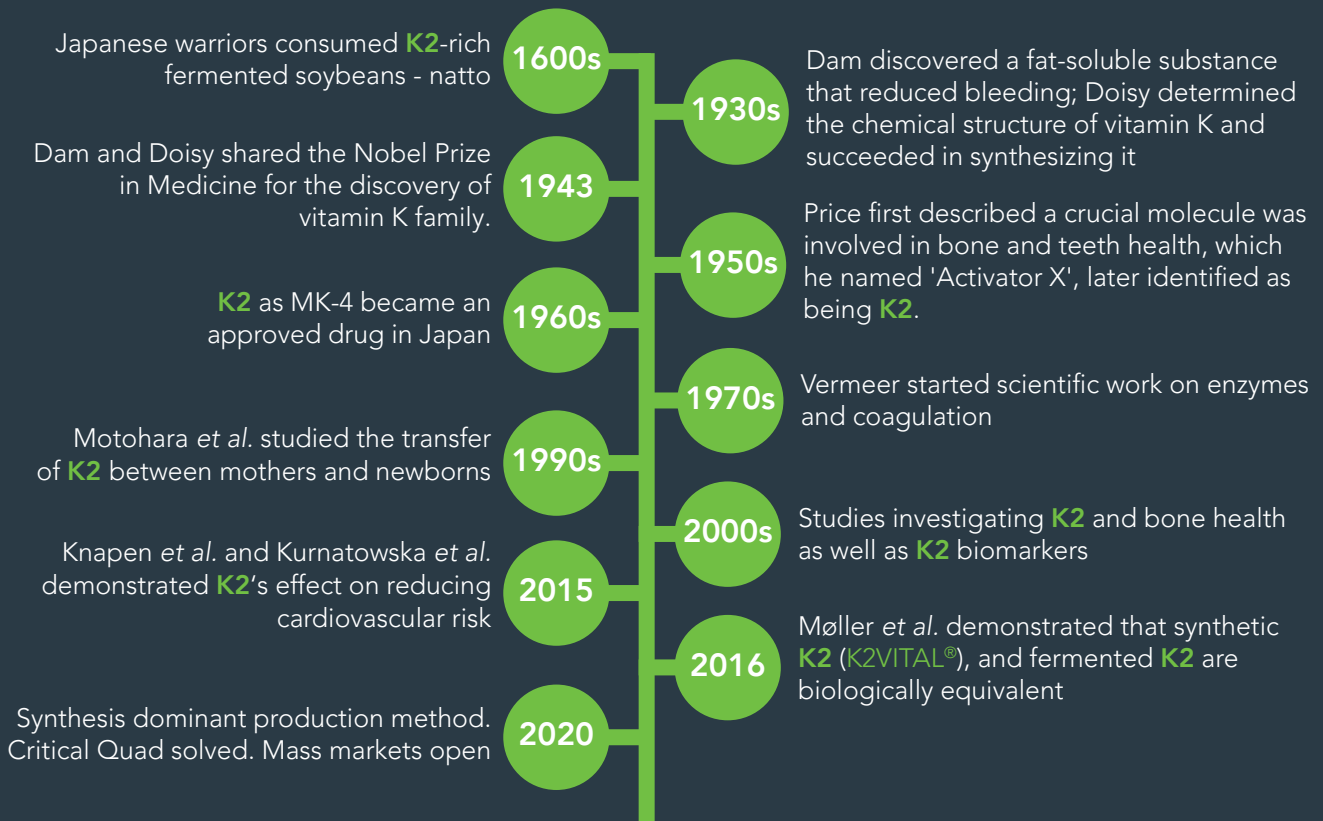 1600s
Japanese warriors consumed K2-rich
fermented soybeans - natto
1930s
Dam discovered a fat-soluble substance
that reduced bleeding; Doisy determined
the chemical structure of vitamin K and
succeeded in synthesizing it
1943
Dam and Doisy shared the Nobel Prize
in Medicine for the discovery of
vitamin K family.
1950s
Price first described a crucial molecule was
involved in bone and teeth health, which
he named 'Activator X', later identified as
being K2.
1960s
K2 as MK-4 became an
approved drug in Japan
1970s
Vermeer started scientific work on enzymes
and coagulation
1990s
Motohara et al. studied the transfer
of K2 between mothers and newborns
2000s
Studies investigating K2 and bone health
as well as K2 biomarkers
2015
Knapen et al. and Kurnatowska et al.
demonstrated K2‘s effect on reducing
cardiovascular risk
2016
Møller et al. demonstrated that synthetic
K2 (K2VITAL®), and fermented K2 are
biologically equivalent
2020
Synthesis dominant production method.
Critical Quad solved. Mass markets open